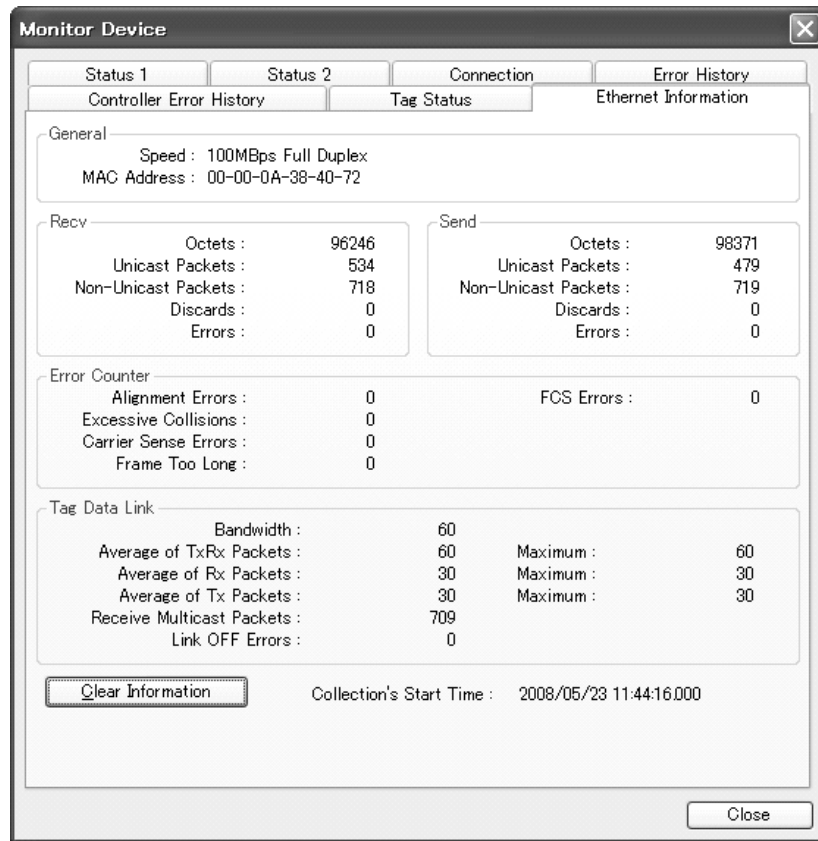 Monitor Device
Status 1 Status 2 Connection Error History
Controller Error History Tag Status Ethernet Information
General
Speed : 100MBps Full Duplex
MAC Address : 00-00-0A-38-40-72
Recv
Octets : 96246
Unicast Packets : 534
Non-Unicast Packets : 718
Discards : 0
Errors : 0
Send
Octets : 98371
Unicast Packets : 479
Non-Unicast Packets : 719
Discards : 0
Errors : 0
Error Counter
Alignment Errors : 0 FCS Errors : 0
Excessive Collisions : 0
Carrier Sense Errors : 0
Frame Too Long : 0
Tag Data Link
Bandwidth : 60
Average of TxRx Packets : 60 Maximum : 60
Average of Rx Packets : 30 Maximum : 30
Average of Tx Packets : 30 Maximum : 30
Receive Multicast Packets : 709
Link OFF Errors : 0
Clear Information Collection's Start Time : 2008/05/23 11:44:16.000
Close